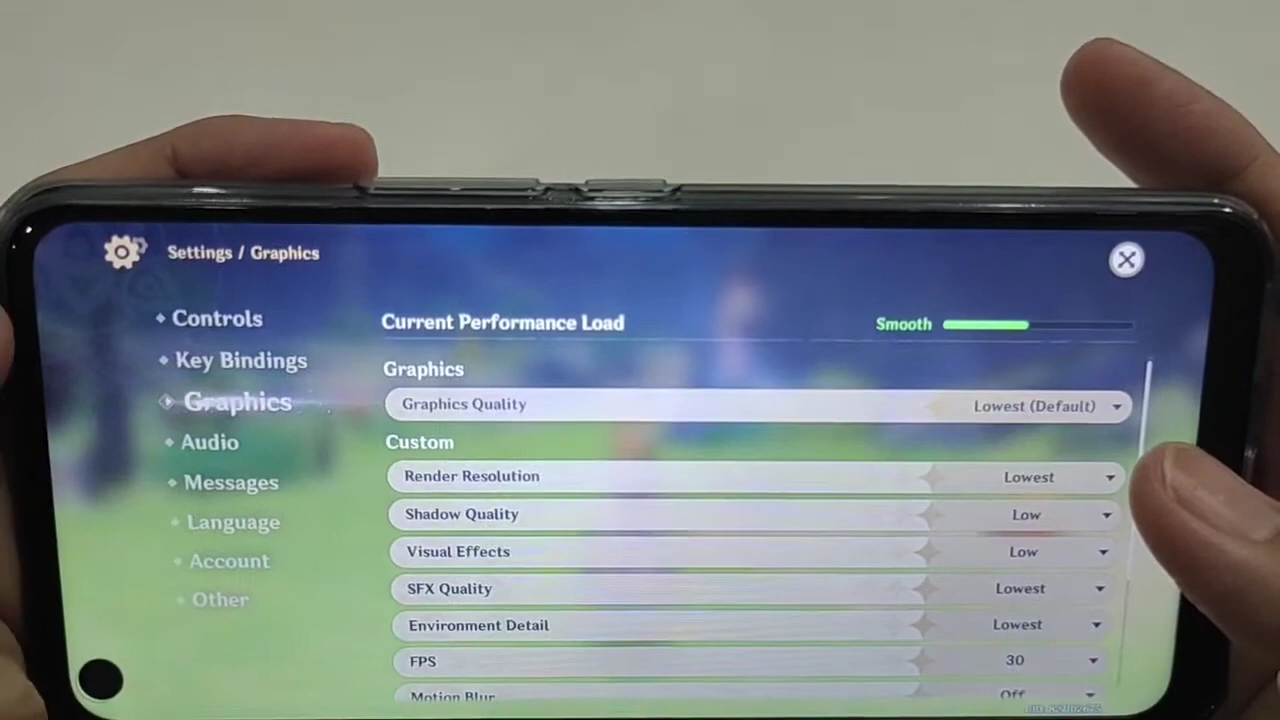 Settings / Graphics
Controls
Key Bindings
Graphics
Audio
Messages
Language
Account
Other
Current Performance Load
Smooth
Graphics
Graphics Quality Lowest (Default)
Custom
Render Resolution Lowest
Shadow Quality Low
Visual Effects Low
SFX Quality Lowest
Environment Detail Lowest
FPS 30
Motion Blur Off